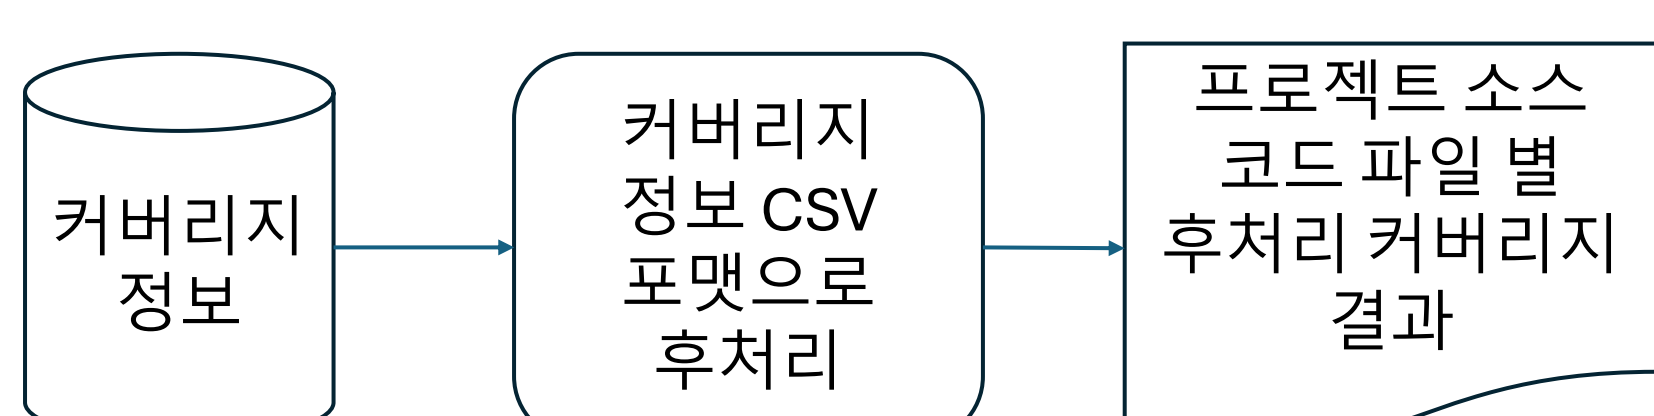 커버리지
정보
커버리지
정보 CSV
포맷으로
후처리
프로젝트 소스
코드 파일 별
후처리 커버리지
결과